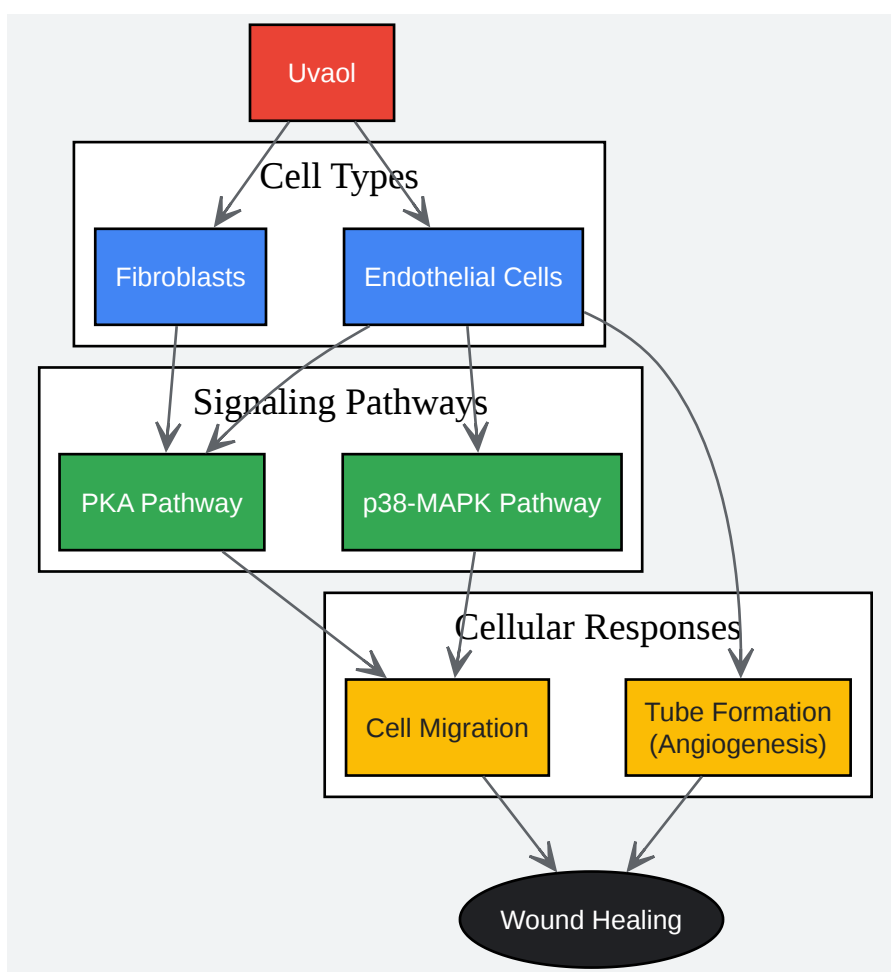 Uvaol
Cell Types
Fibroblasts
Endothelial Cells
Signaling Pathways
PKA Pathway
p38-MAPK Pathway
Cellular Responses
Cell Migration
Tube Formation
(Angiogenesis)
Wound Healing